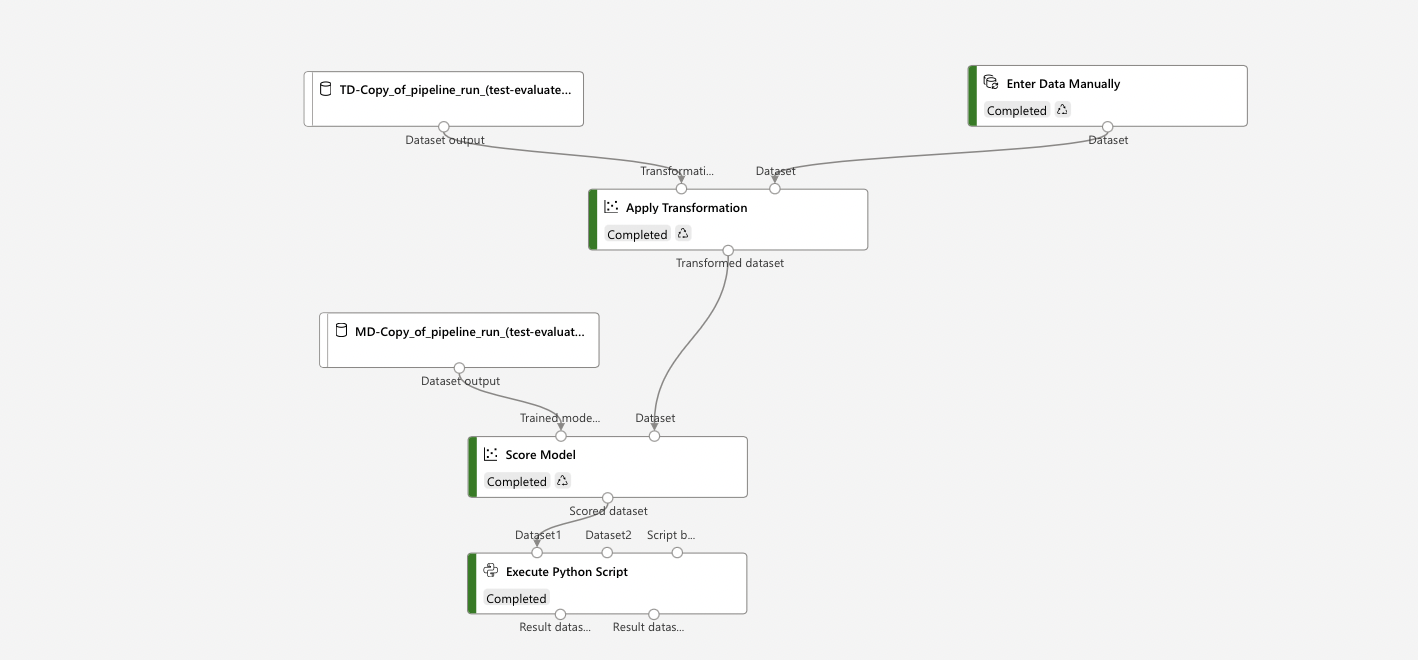 TD-Copy_of_pipeline_run_(test-evaluate...
Dataset output
Enter Data Manually
Completed
Dataset
Transformati...
Dataset
Apply Transformation
Completed
Transformed dataset
MD-Copy_of_pipeline_run_(test-evaluat...
Dataset output
Trained mode...
Dataset
Score Model
Completed
Scored dataset
Dataset1
Dataset2
Script b...
Execute Python Script
Completed
Result datas...
Result datas...